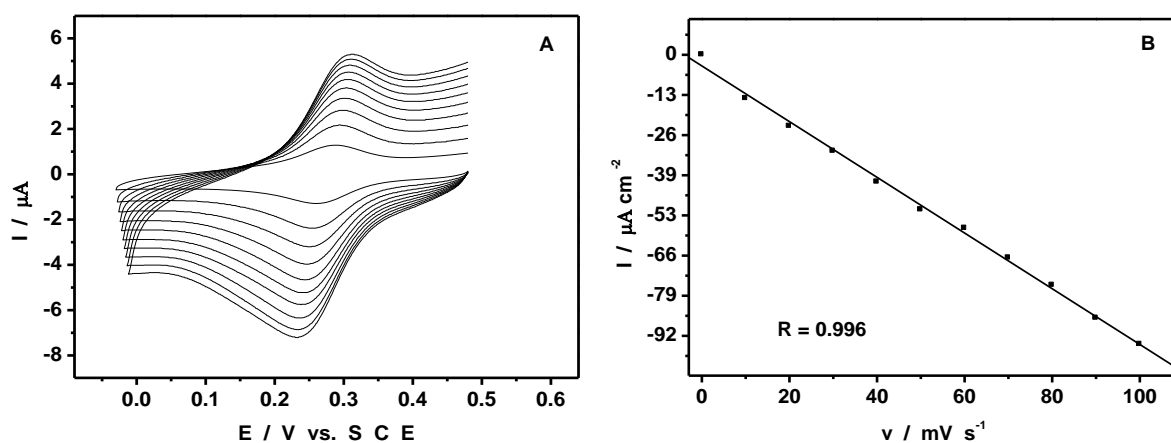 A
6
4
2
0
-2
-4
-6
-8
I / μA
0.0 0.1 0.2 0.3 0.4 0.5 0.6
E / V vs. S C E
B
0
-13
-26
-39
-53
-66
-79
-92
I / μA cm⁻²
R = 0.996
0 20 40 60 80 100
v / mV s⁻¹